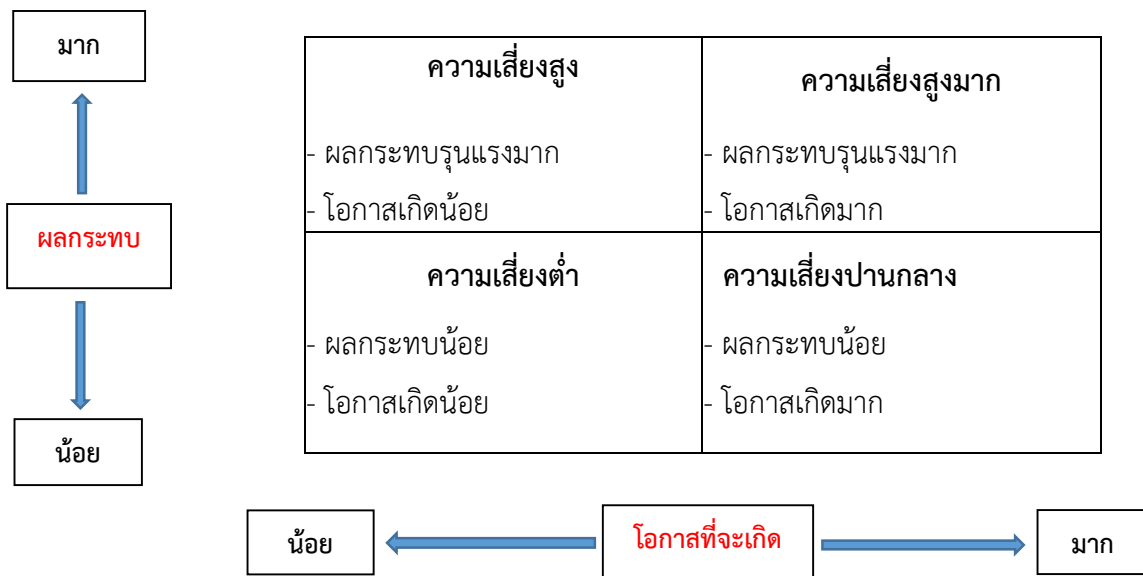 มาก
ผลกระทบ
น้อย
ความเสี่ยงสูง
- ผลกระทบรุนแรงมาก
- โอกาสเกิดน้อย
ความเสี่ยงสูงมาก
- ผลกระทบรุนแรงมาก
- โอกาสเกิดมาก
ความเสี่ยงต่ำ
- ผลกระทบน้อย
- โอกาสเกิดน้อย
ความเสี่ยงปานกลาง
- ผลกระทบน้อย
- โอกาสเกิดมาก
น้อย
โอกาสที่จะเกิด
มาก